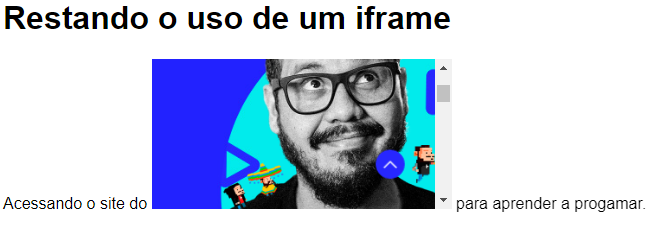 Restando o uso de um iframe
Acessando o site do para aprender a progamar.